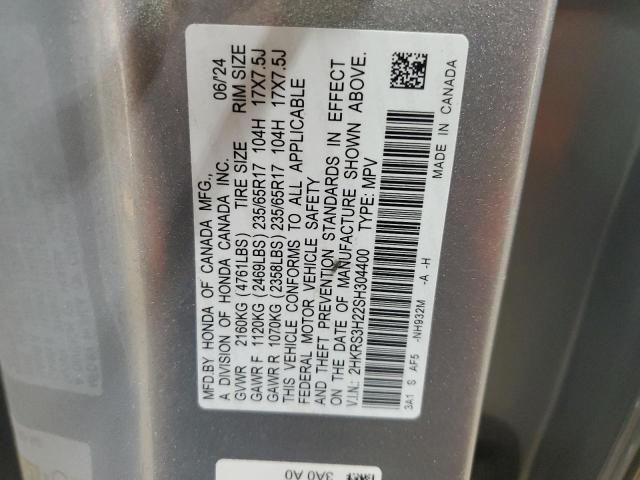 MFD.BY HONDA OF CANADA MFG., 06/'24
A DIVISION OF HONDA CANADA INC.
GVWR 2160KG (4761LBS) TIRE SIZE RIM SIZE
GAWR F 1120KG (2469LBS) 235/65R17 104H 17X7.5J
GAWR R 1070KG (2358LBS) 235/65R17 104H 17X7.5J
THIS VEHICLE CONFORMS TO ALL APPLICABLE
FEDERAL MOTOR VEHICLE SAFETY
AND THEFT PREVENTION STANDARDS IN EFFECT
ON THE DATE OF MANUFACTURE SHOWN ABOVE.
V.I.N.: 2HKRS3H22SH304400 TYPE: MPV
3A1 S AF5 -NH932M -A -H
MADE IN CANADA
3A0 A0